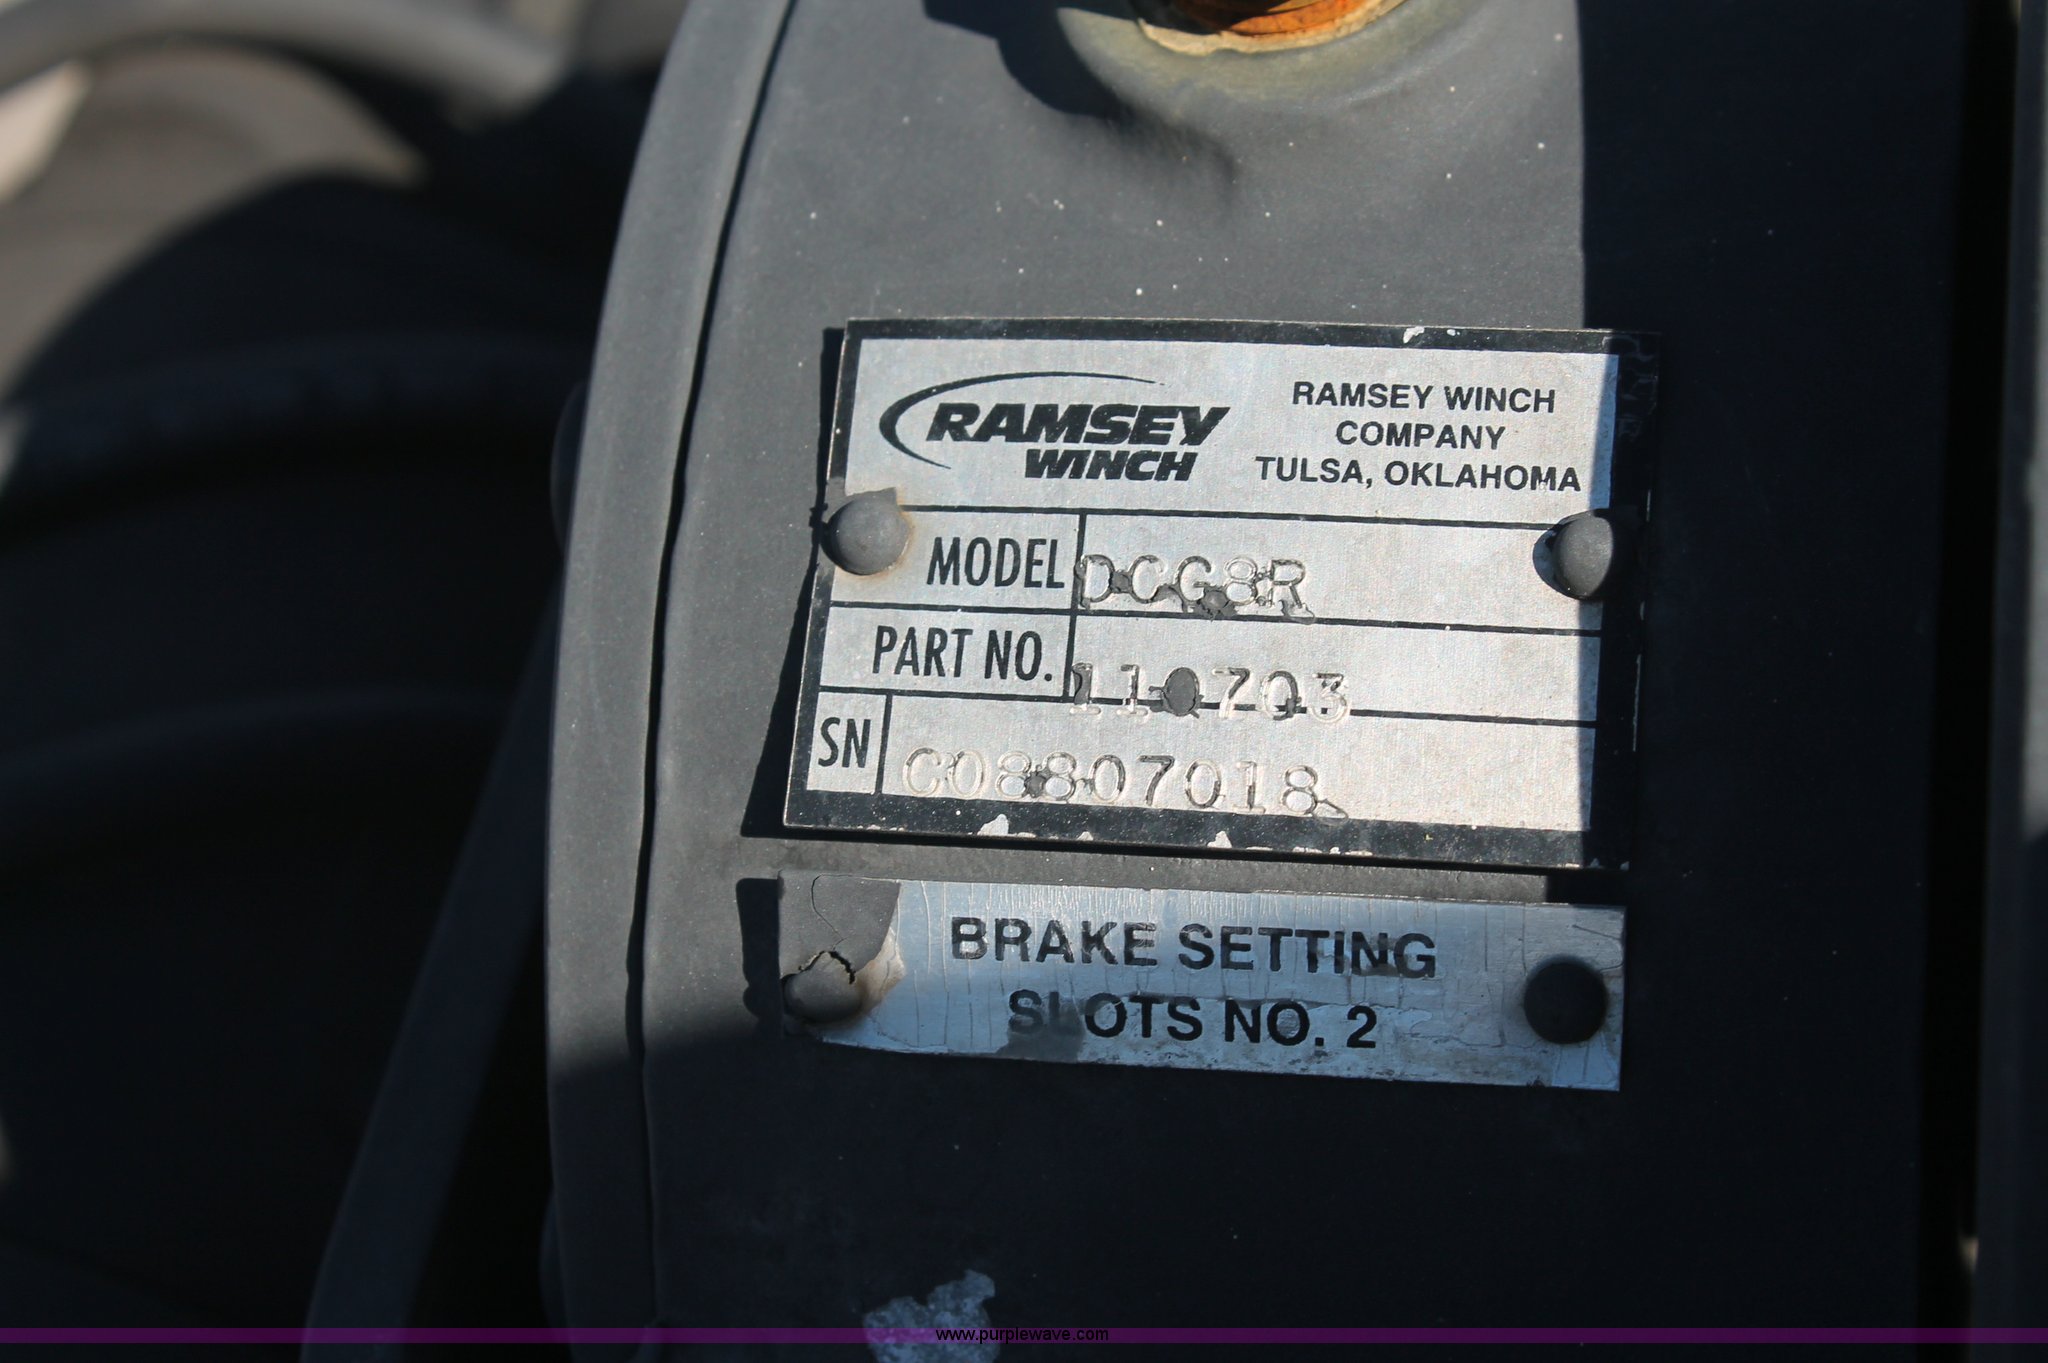 RAMSEY
WINCH
RAMSEY WINCH
COMPANY
TULSA, OKLAHOMA
MODEL DCG8R
PART NO. 110703
SN C08807018
BRAKE SETTING
SLOTS NO. 2
www.purplewave.com